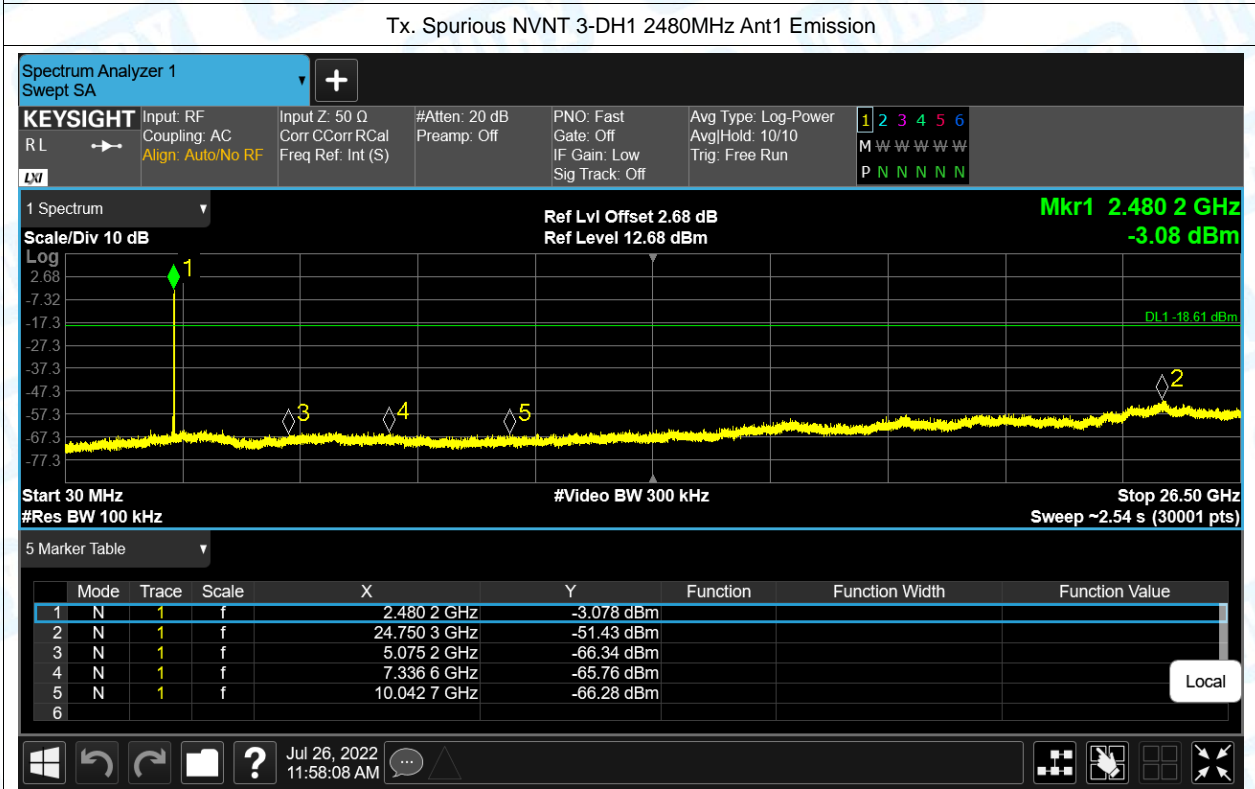 Tx. Spurious NVNT 3-DH1 2480MHz Ant1 Emission
Spectrum Analyzer 1
Swept SA
KEYSIGHT
R L
LXI
Input: RF
Coupling: AC
Align: Auto/No RF
Input Z: 50 Ω
Corr CCorr RCal
Freq Ref: Int (S)
#Atten: 20 dB
Preamp: Off
PNO: Fast
Gate: Off
IF Gain: Low
Sig Track: Off
Avg Type: Log-Power
Avg|Hold: 10/10
Trig: Free Run
1 2 3 4 5 6
M W W W W W
P N N N N N
1 Spectrum
Scale/Div 10 dB
Ref Lvl Offset 2.68 dB
Ref Level 12.68 dBm
Mkr1 2.480 2 GHz
-3.08 dBm
Log
2.68
-7.32
-17.3
-27.3
-37.3
-47.3
-57.3
-67.3
-77.3
1
DL1 -18.61 dBm
2
3
4
5
Start 30 MHz
#Res BW 100 kHz
#Video BW 300 kHz
Stop 26.50 GHz
Sweep ~2.54 s (30001 pts)
5 Marker Table
Mode Trace Scale X Y Function Function Width Function Value
1 N 1 f 2.480 2 GHz -3.078 dBm
2 N 1 f 24.750 3 GHz -51.43 dBm
3 N 1 f 5.075 2 GHz -66.34 dBm
4 N 1 f 7.336 6 GHz -65.76 dBm
5 N 1 f 10.042 7 GHz -66.28 dBm
6
Local
?
Jul 26, 2022
11:58:08 AM